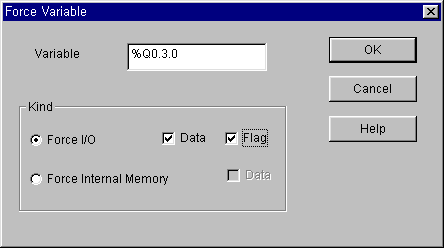 Force Variable
Variable %Q0.3.0 OK
Cancel
Kind
Help
Force I/O Data Flag
Force Internal Memory Data